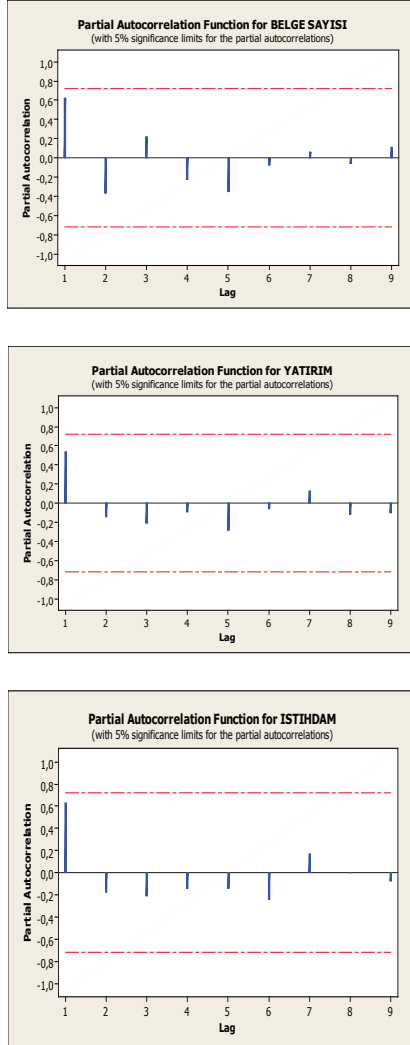 Partial Autocorrelation Function for BELGE SAYISI
(with 5% significance limits for the partial autocorrelations)
Partial Autocorrelation
1,0
0,8
0,6
0,4
0,2
0,0
-0,2
-0,4
-0,6
-0,8
-1,0
1 2 3 4 5 6 7 8 9
Lag
Partial Autocorrelation Function for YATIRIM
(with 5% significance limits for the partial autocorrelations)
Partial Autocorrelation
1,0
0,8
0,6
0,4
0,2
0,0
-0,2
-0,4
-0,6
-0,8
-1,0
1 2 3 4 5 6 7 8 9
Lag
Partial Autocorrelation Function for ISTIHDAM
(with 5% significance limits for the partial autocorrelations)
Partial Autocorrelation
1,0
0,8
0,6
0,4
0,2
0,0
-0,2
-0,4
-0,6
-0,8
-1,0
1 2 3 4 5 6 7 8 9
Lag